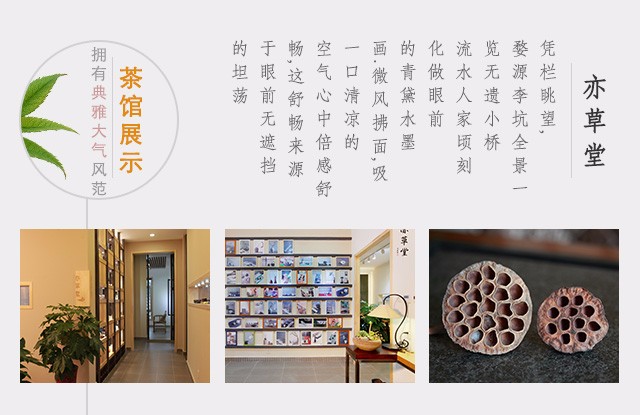 亦草堂
凭栏眺望,
婺源李坑全景一
览无遗小桥
流水人家顷刻
化做眼前
的青黛水墨
画.微风拂面,吸
一口清凉的
空气心中倍感舒
畅,这舒畅来源
于眼前无遮挡
的坦荡
茶馆展示
拥有典雅大气风范
亦草堂